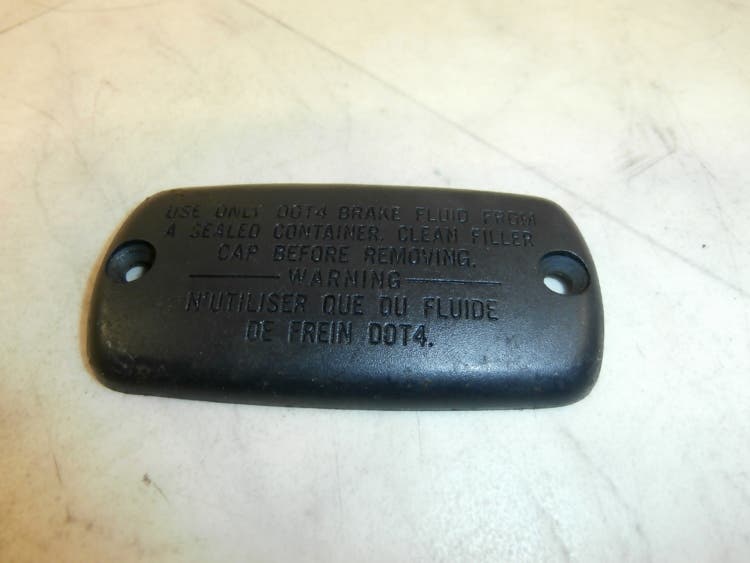 USE ONLY DOT4 BRAKE FLUID FROM
A SEALED CONTAINER. CLEAN FILLER
CAP BEFORE REMOVING.
WARNING
N'UTILISER QUE DU FLUIDE
DE FREIN DOT4.